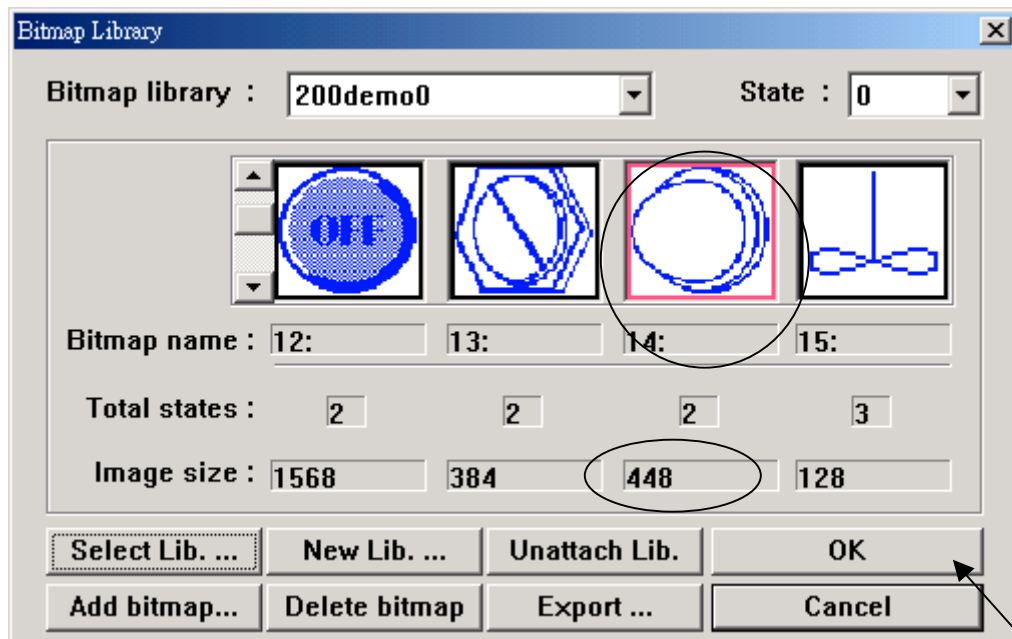 Bitmap Library
Bitmap library : 200demo0 State : 0
OFF
Bitmap name : 12: 13: 14: 15:
Total states : 2 2 2 3
Image size : 1568 384 448 128
Select Lib. ... New Lib. ... Unattach Lib. OK
Add bitmap... Delete bitmap Export ... Cancel